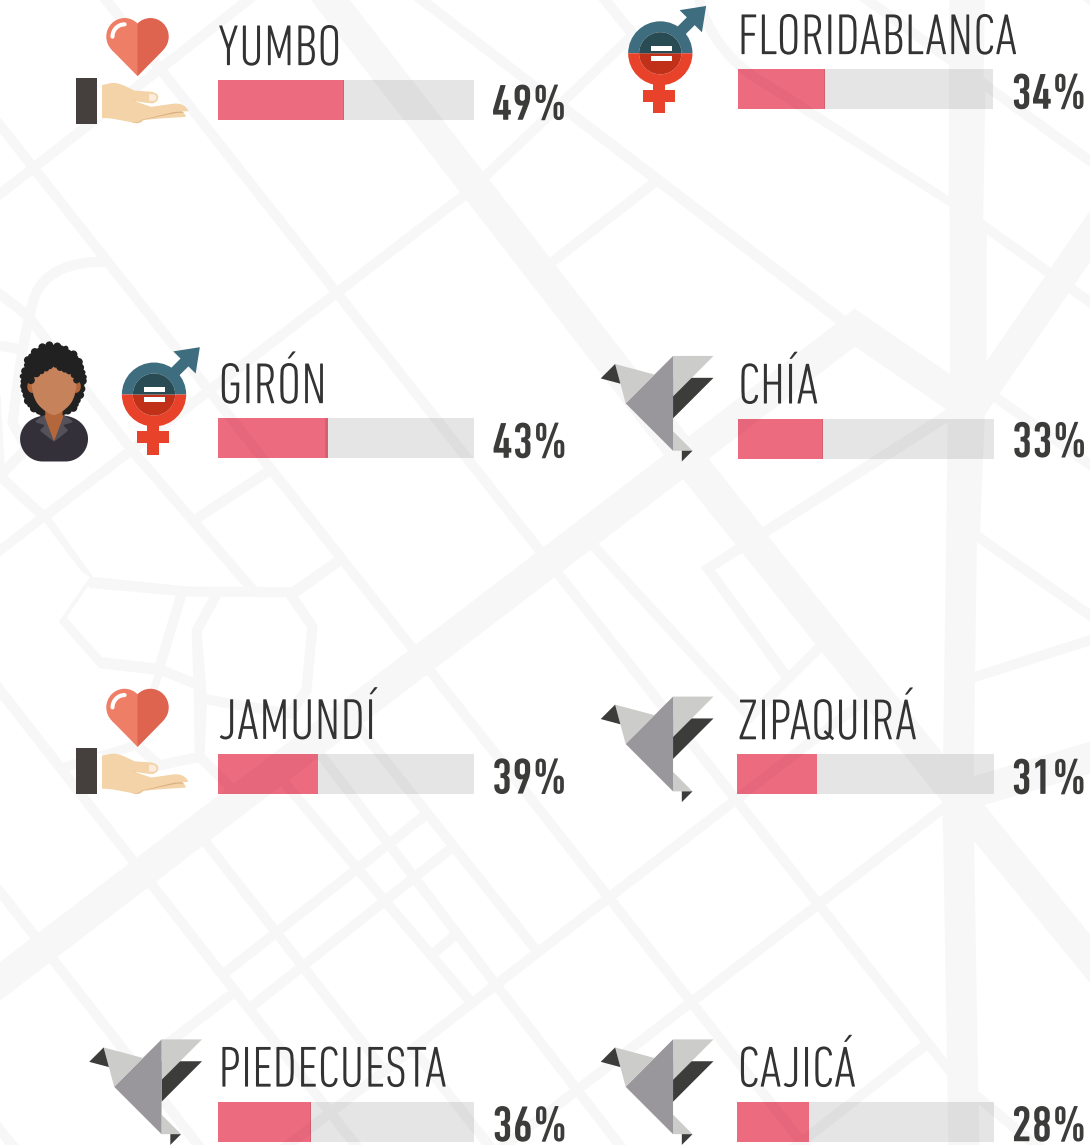 YUMBO
49%
GIRÓN
43%
JAMUNDÍ
39%
PIEDECUESTA
36%
FLORIDABLANCA
34%
CHÍA
33%
ZIPAQUIRÁ
31%
CAJICÁ
28%